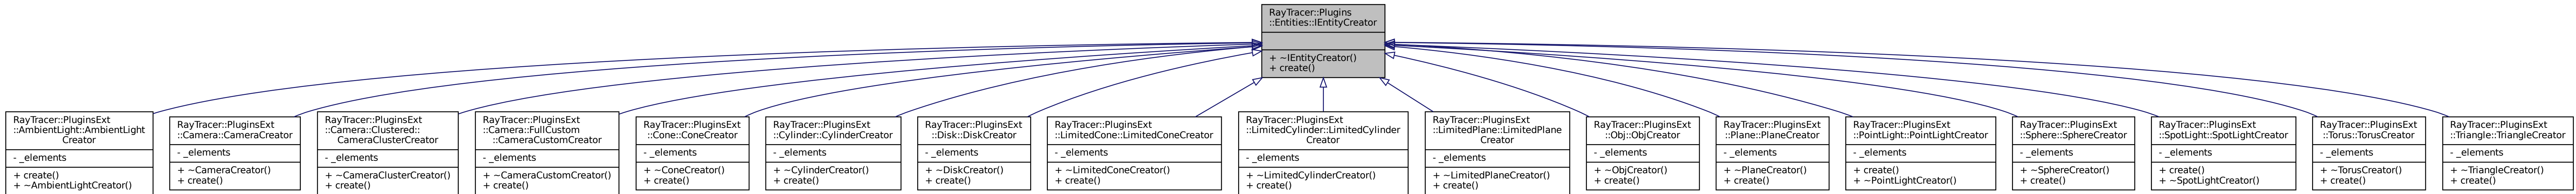 RayTracer::Plugins
::Entities::IEntityCreator
+ ~IEntityCreator()
+ create()
RayTracer::PluginsExt
::AmbientLight::AmbientLight
Creator
- _elements
+ create()
+ ~AmbientLightCreator()
RayTracer::PluginsExt
::Camera::CameraCreator
- _elements
+ ~CameraCreator()
+ create()
RayTracer::PluginsExt
::Camera::Clustered::
CameraClusterCreator
- _elements
+ ~CameraClusterCreator()
+ create()
RayTracer::PluginsExt
::Camera::FullCustom
::CameraCustomCreator
- _elements
+ ~CameraCustomCreator()
+ create()
RayTracer::PluginsExt
::Cone::ConeCreator
- _elements
+ ~ConeCreator()
+ create()
RayTracer::PluginsExt
::Cylinder::CylinderCreator
- _elements
+ ~CylinderCreator()
+ create()
RayTracer::PluginsExt
::Disk::DiskCreator
- _elements
+ ~DiskCreator()
+ create()
RayTracer::PluginsExt
::LimitedCone::LimitedConeCreator
- _elements
+ ~LimitedConeCreator()
+ create()
RayTracer::PluginsExt
::LimitedCylinder::LimitedCylinder
Creator
- _elements
+ ~LimitedCylinderCreator()
+ create()
RayTracer::PluginsExt
::LimitedPlane::LimitedPlane
Creator
- _elements
+ ~LimitedPlaneCreator()
+ create()
RayTracer::PluginsExt
::Obj::ObjCreator
- _elements
+ ~ObjCreator()
+ create()
RayTracer::PluginsExt
::Plane::PlaneCreator
- _elements
+ ~PlaneCreator()
+ create()
RayTracer::PluginsExt
::PointLight::PointLightCreator
- _elements
+ create()
+ ~PointLightCreator()
RayTracer::PluginsExt
::Sphere::SphereCreator
- _elements
+ ~SphereCreator()
+ create()
RayTracer::PluginsExt
::SpotLight::SpotLightCreator
- _elements
+ create()
+ ~SpotLightCreator()
RayTracer::PluginsExt
::Torus::TorusCreator
- _elements
+ ~TorusCreator()
+ create()
RayTracer::PluginsExt
::Triangle::TriangleCreator
- _elements
+ ~TriangleCreator()
+ create()